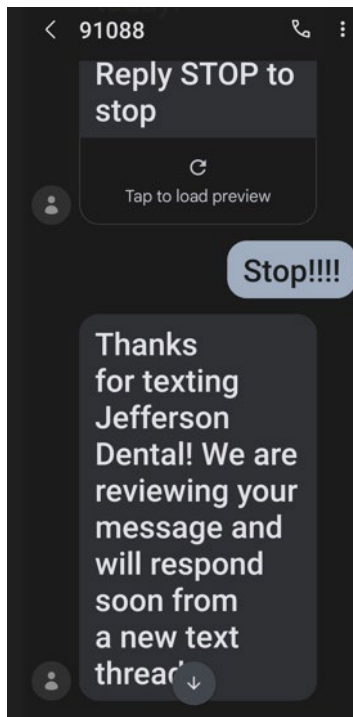 91088
Reply STOP to
stop
Tap to load preview
Stop!!!!
Thanks
for texting
Jefferson
Dental! We are
reviewing your
message and
will respond
soon from
a new text